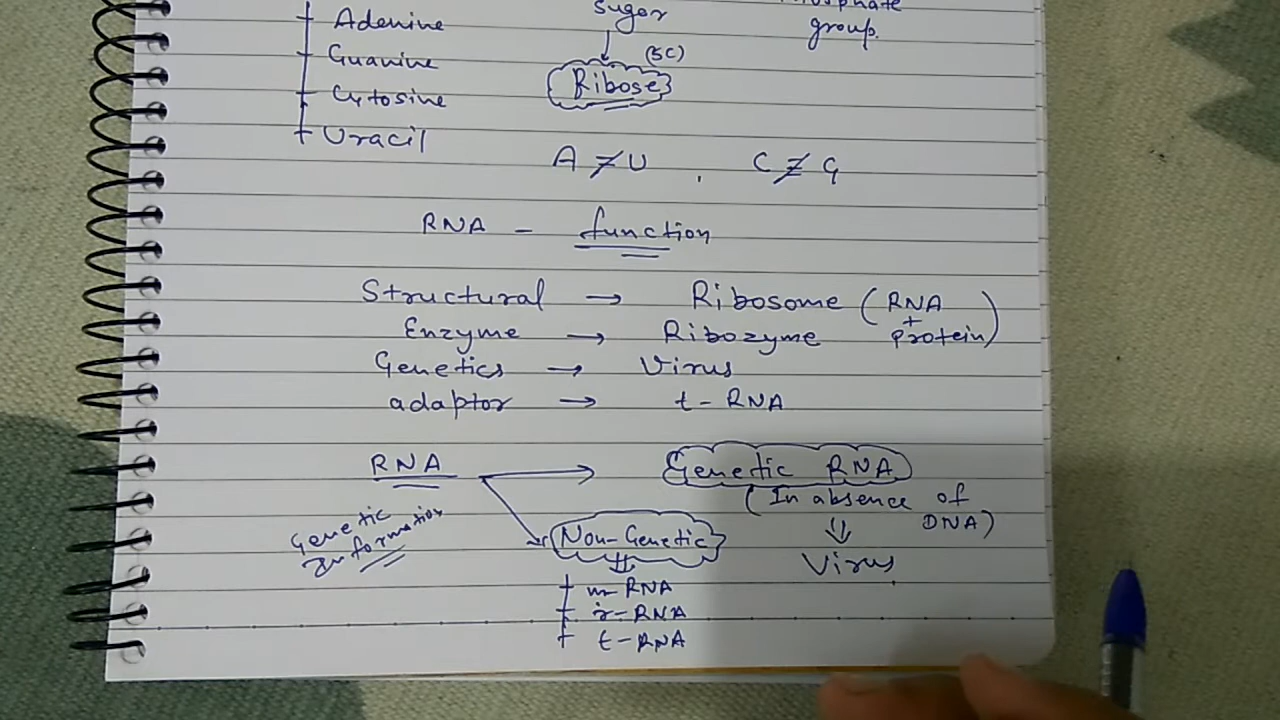 Adenine
sugar
group.
Guanine
(5C)
Ribose
Cytosine
Uracil
A ≠ U , C ≠ G
RNA - function
Structural → Ribosome (RNA + protein)
Enzyme → Ribozyme
Genetics → Virus
adaptor → t-RNA
RNA → Genetic RNA
(In absence of DNA)
⇓
Virus
Genetic
Information
Non-Genetic
⇓
m-RNA
r-RNA
t-RNA